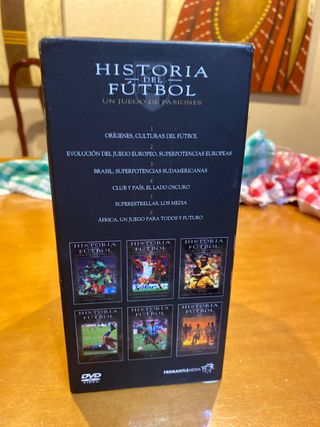 HISTORIA
DEL
FÚTBOL
UN JUEGO DE PASIONES
1
ORÍGENES, CULTURAS DEL FÚTBOL
2
EVOLUCIÓN DEL JUEGO EUROPEO, SUPERPOTENCIAS EUROPEAS
3
BRASIL, SUPERPOTENCIAS SUDAMERICANAS
4
CLUB Y PAÍS, EL LADO OSCURO
5
SUPERESTRELLAS, LOS MEDIA
6
ÁFRICA, UN JUEGO PARA TODOS Y FUTURO
HISTORIA
FÚTBOL
HISTORIA
FÚTBOL
HISTORIA
FÚTBOL
HISTORIA
FÚTBOL
HISTORIA
FÚTBOL
HISTORIA
FÚTBOL
DVD
VIDEO
FREMANTLEMEDIA